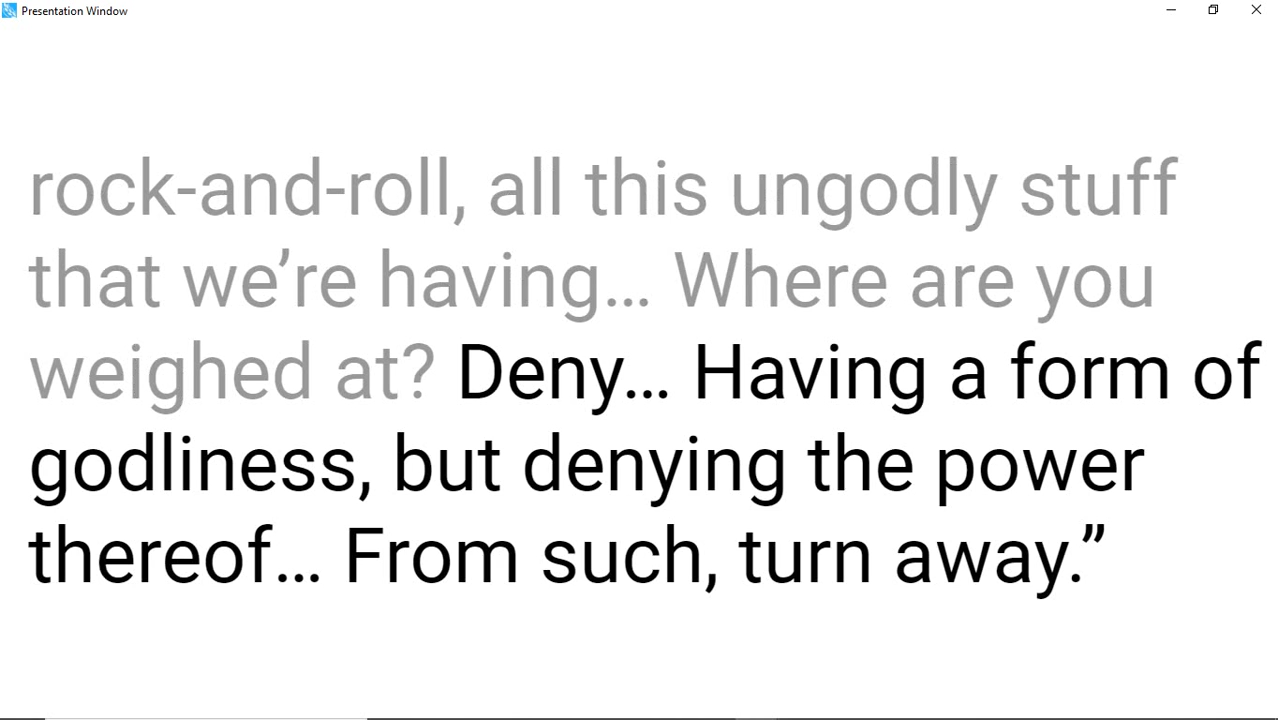 Presentation Window
rock-and-roll, all this ungodly stuff
that we’re having… Where are you
weighed at? Deny… Having a form of
godliness, but denying the power
thereof… From such, turn away.”